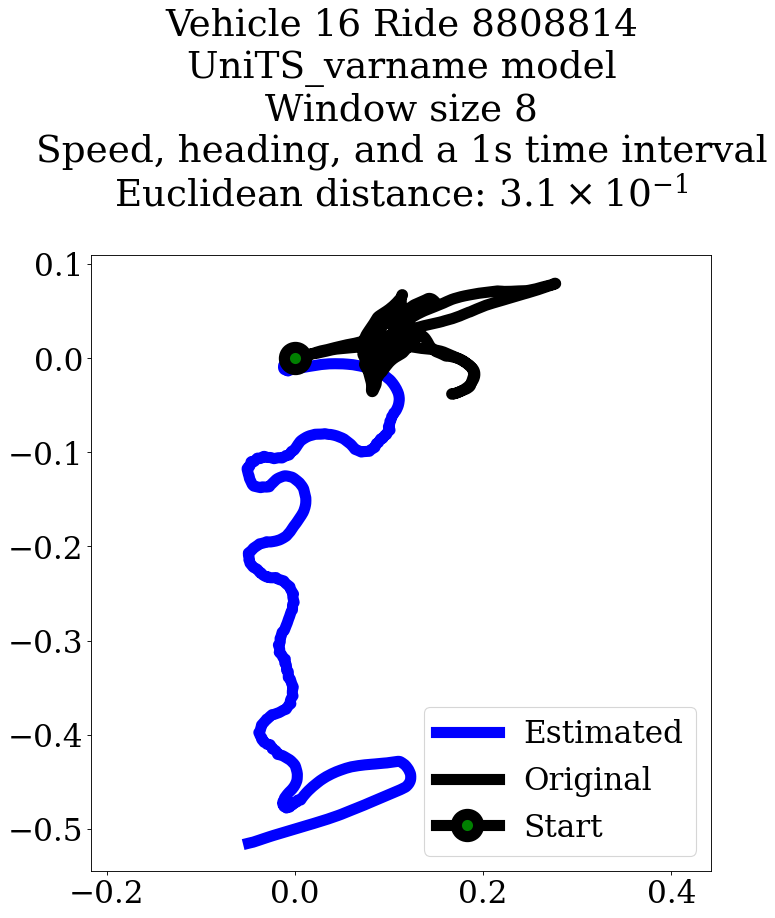 Vehicle 16 Ride 8808814
UniTS_varname model
Window size 8
Speed, heading, and a 1s time interval
Euclidean distance: 3.1 × 10⁻¹
0.1
0.0
−0.1
−0.2
−0.3
−0.4
−0.5
−0.2 0.0 0.2 0.4
Estimated
Original
Start